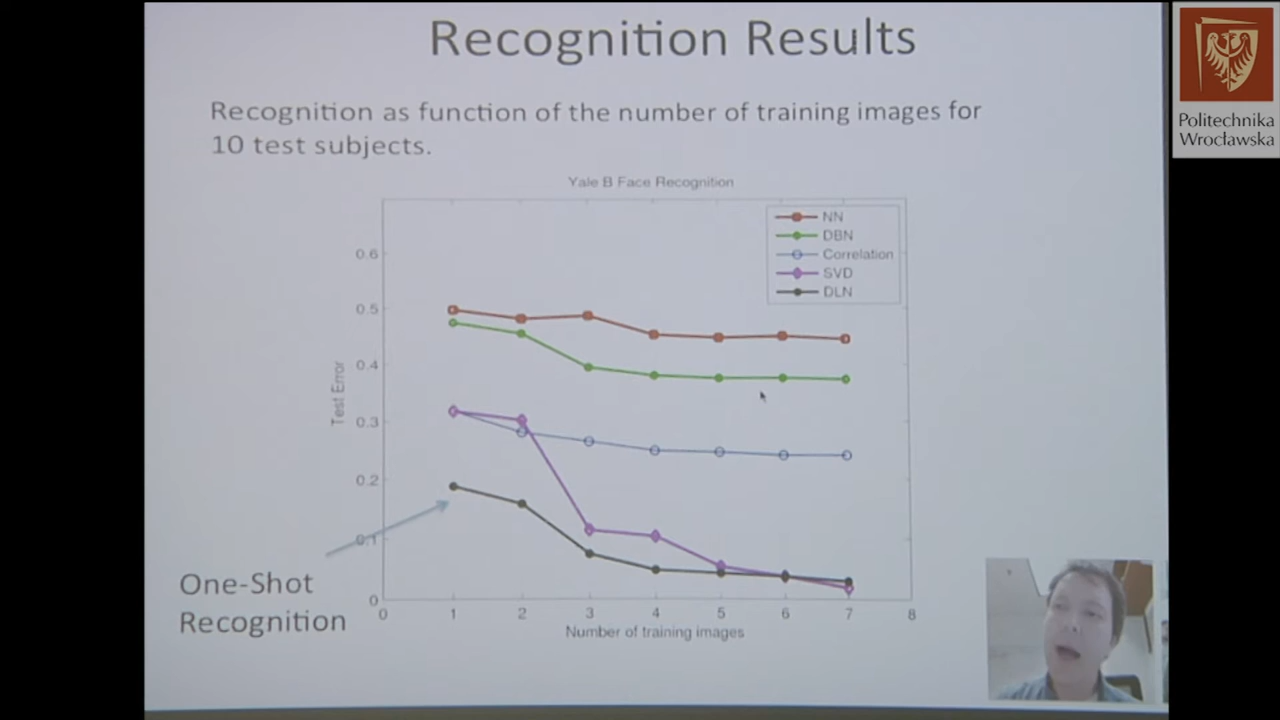 Recognition Results
Recognition as function of the number of training images for
10 test subjects.
Yale B Face Recognition
NN
DBN
Correlation
SVD
DLN
0.6
0.5
0.4
0.3
0.2
0.1
0
Test Error
0
1
2
3
4
5
6
7
8
Number of training images
One-Shot
Recognition
Politechnika
Wrocławska